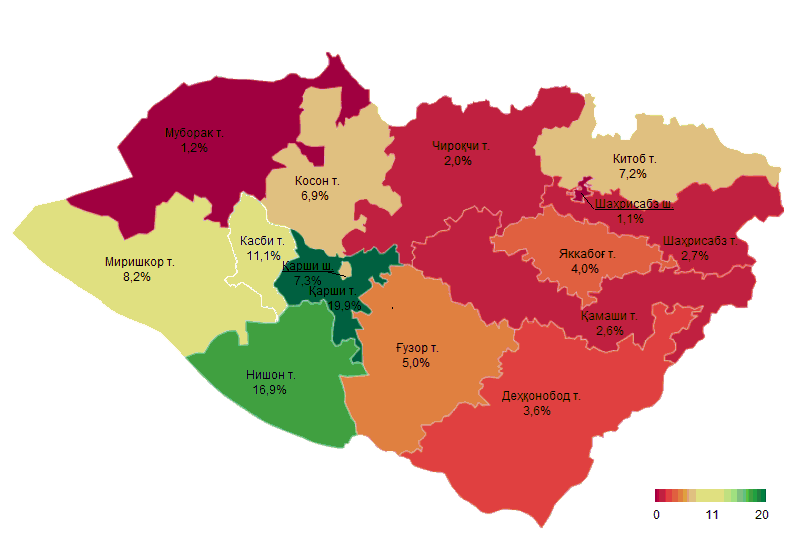 Муборак т.
1,2%
Чироқчи т.
2,0%
Китоб т.
7,2%
Косон т.
6,9%
Шаҳрисабз ш.
1,1%
Касби т.
11,1%
Шаҳрисабз т.
2,7%
Миришкор т.
8,2%
Яккабоғ т.
4,0%
Қарши ш.
7,3%
Қарши т.
19,9%
Қамаши т.
2,6%
Ғузор т.
5,0%
Нишон т.
16,9%
Деҳқонобод т.
3,6%
0 11 20